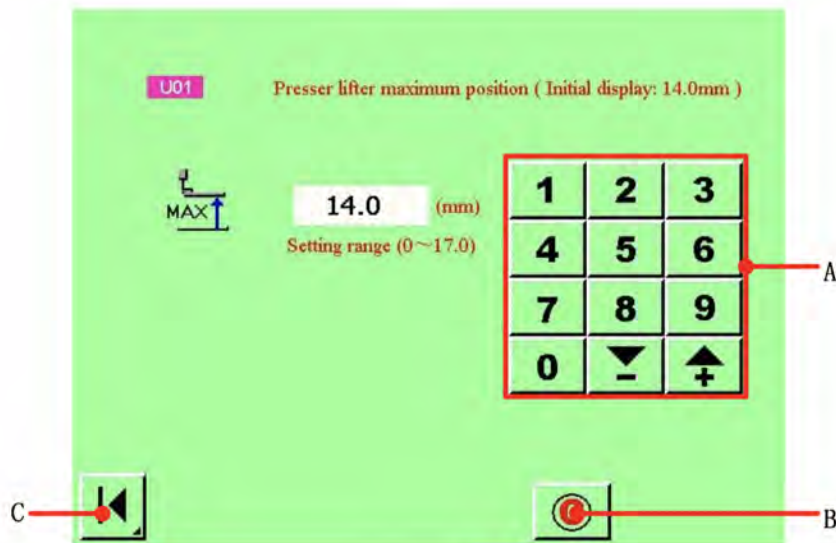 U01
Presser lifter maximum position ( Initial display: 14.0mm )
MAX
14.0 (mm)
Setting range (0～17.0)
1 2 3
4 5 6
7 8 9
0 - +
A
C
B